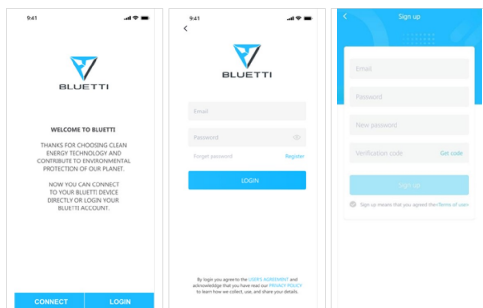 9:41
BLUETTI
WELCOME TO BLUETTI
THANKS FOR CHOOSING CLEAN
ENERGY TECHNOLOGY AND
CONTRIBUTE TO ENVIRONMENTAL
PROTECTION OF OUR PLANET.
NOW YOU CAN CONNECT
TO YOUR BLUETTI DEVICE
DIRECTLY OR LOGIN YOUR
BLUETTI ACCOUNT.
CONNECT LOGIN
9:41
BLUETTI
Email
Password
Forget password Register
LOGIN
By login you agree to the USER'S AGREEMENT and
acknowleddge that you have read our PRIVACY POLICY
to learn how we collect, use, and share your details.
Sign up
Email
Password
New password
Verification code Get code
Sign up
Sign up means that you agreed then Terms of user